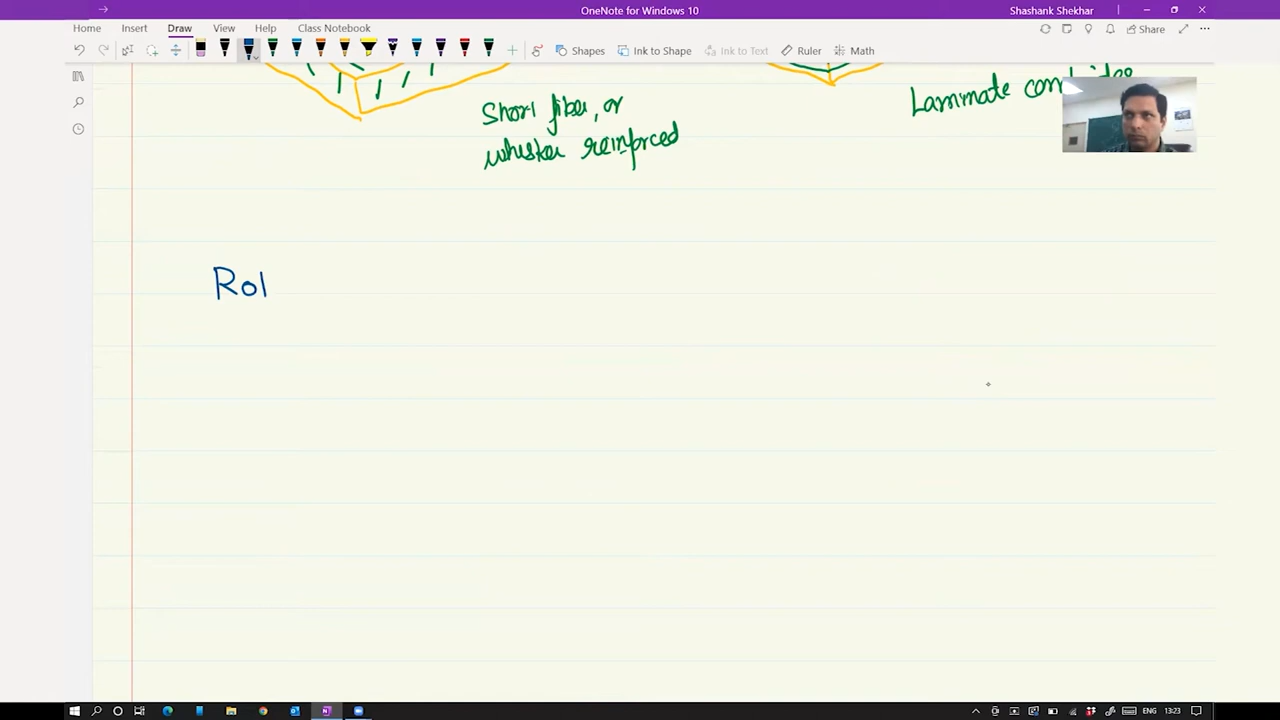 OneNote for Windows 10
Shashank Shekhar
Home Insert Draw View Help Class Notebook
Share
Shapes Ink to Shape Ink to Text Ruler Math
Short fiber, or
whisker reinforced
Laminate
Rol
ENG 13:23